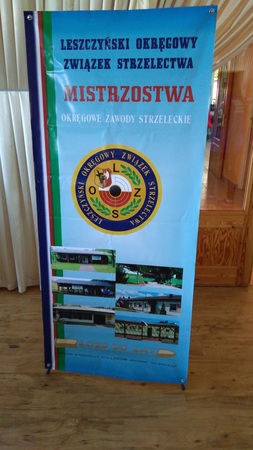 LESZCZYŃSKI OKRĘGOWY
ZWIĄZEK STRZELECTWA
MISTRZOSTWA
OKRĘGOWE ZAWODY STRZELECKIE
LESZCZYŃSKI OKRĘGOWY ZWIĄZEK STRZELECTWA
L
O Z
S